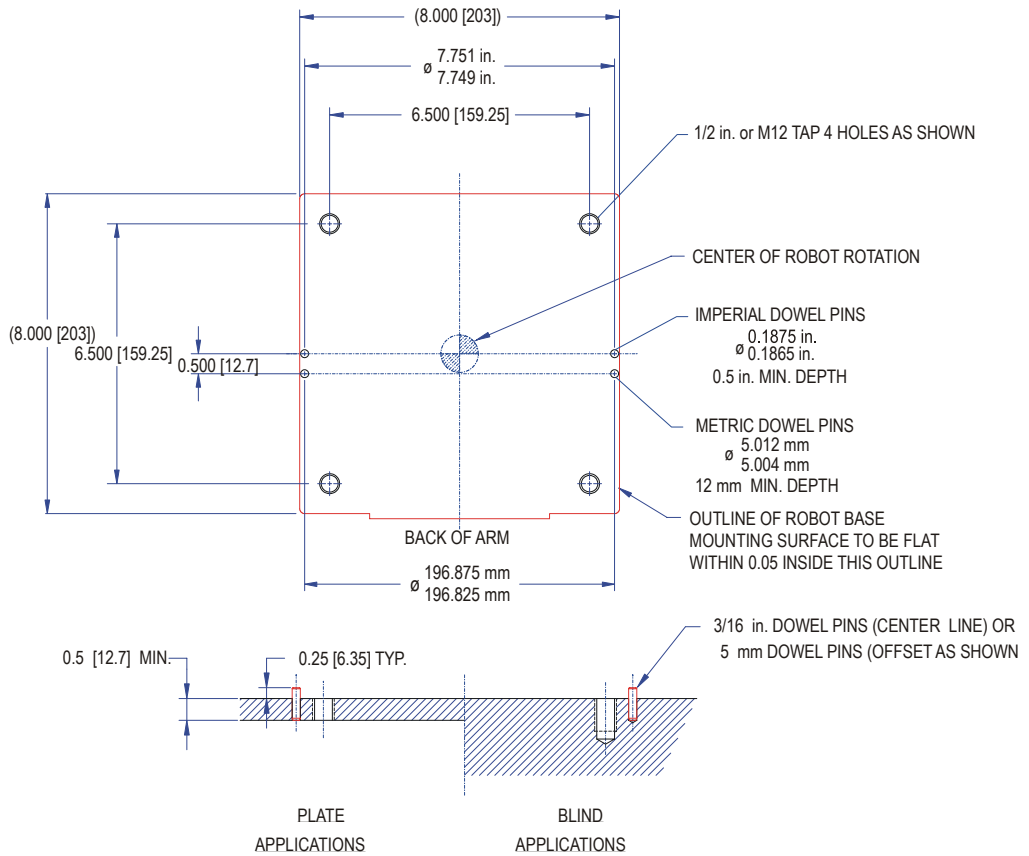 (8.000 [203])
ø 7.751 in.
7.749 in.
6.500 [159.25]
1/2 in. or M12 TAP 4 HOLES AS SHOWN
CENTER OF ROBOT ROTATION
(8.000 [203])
6.500 [159.25]
0.500 [12.7]
IMPERIAL DOWEL PINS
ø 0.1875 in.
0.1865 in.
0.5 in. MIN. DEPTH
METRIC DOWEL PINS
ø 5.012 mm
5.004 mm
12 mm MIN. DEPTH
OUTLINE OF ROBOT BASE
MOUNTING SURFACE TO BE FLAT
WITHIN 0.05 INSIDE THIS OUTLINE
BACK OF ARM
ø 196.875 mm
196.825 mm
3/16 in. DOWEL PINS (CENTER LINE) OR
5 mm DOWEL PINS (OFFSET AS SHOWN
0.5 [12.7] MIN.
0.25 [6.35] TYP.
PLATE
APPLICATIONS
BLIND
APPLICATIONS